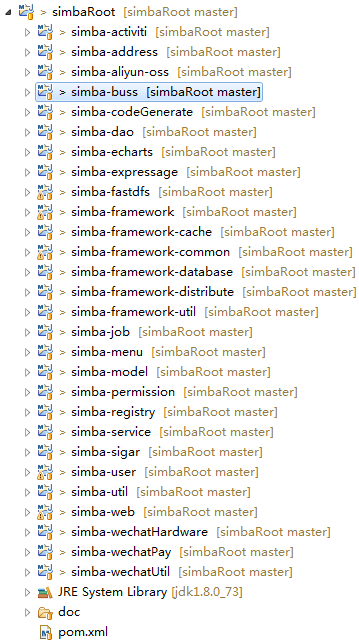 > simbaRoot [simbaRoot master]
> simba-activiti [simbaRoot master]
> simba-address [simbaRoot master]
> simba-aliyun-oss [simbaRoot master]
> simba-buss [simbaRoot master]
> simba-codeGenerate [simbaRoot master]
> simba-dao [simbaRoot master]
> simba-echarts [simbaRoot master]
> simba-expressage [simbaRoot master]
> simba-fastdfs [simbaRoot master]
> simba-framework [simbaRoot master]
> simba-framework-cache [simbaRoot master]
> simba-framework-common [simbaRoot master]
> simba-framework-database [simbaRoot master]
> simba-framework-distribute [simbaRoot master]
> simba-framework-util [simbaRoot master]
> simba-job [simbaRoot master]
> simba-menu [simbaRoot master]
> simba-model [simbaRoot master]
> simba-permission [simbaRoot master]
> simba-registry [simbaRoot master]
> simba-service [simbaRoot master]
> simba-sigar [simbaRoot master]
> simba-user [simbaRoot master]
> simba-util [simbaRoot master]
> simba-web [simbaRoot master]
> simba-wechatHardware [simbaRoot master]
> simba-wechatPay [simbaRoot master]
> simba-wechatUtil [simbaRoot master]
JRE System Library [jdk1.8.0_73]
> doc
pom.xml